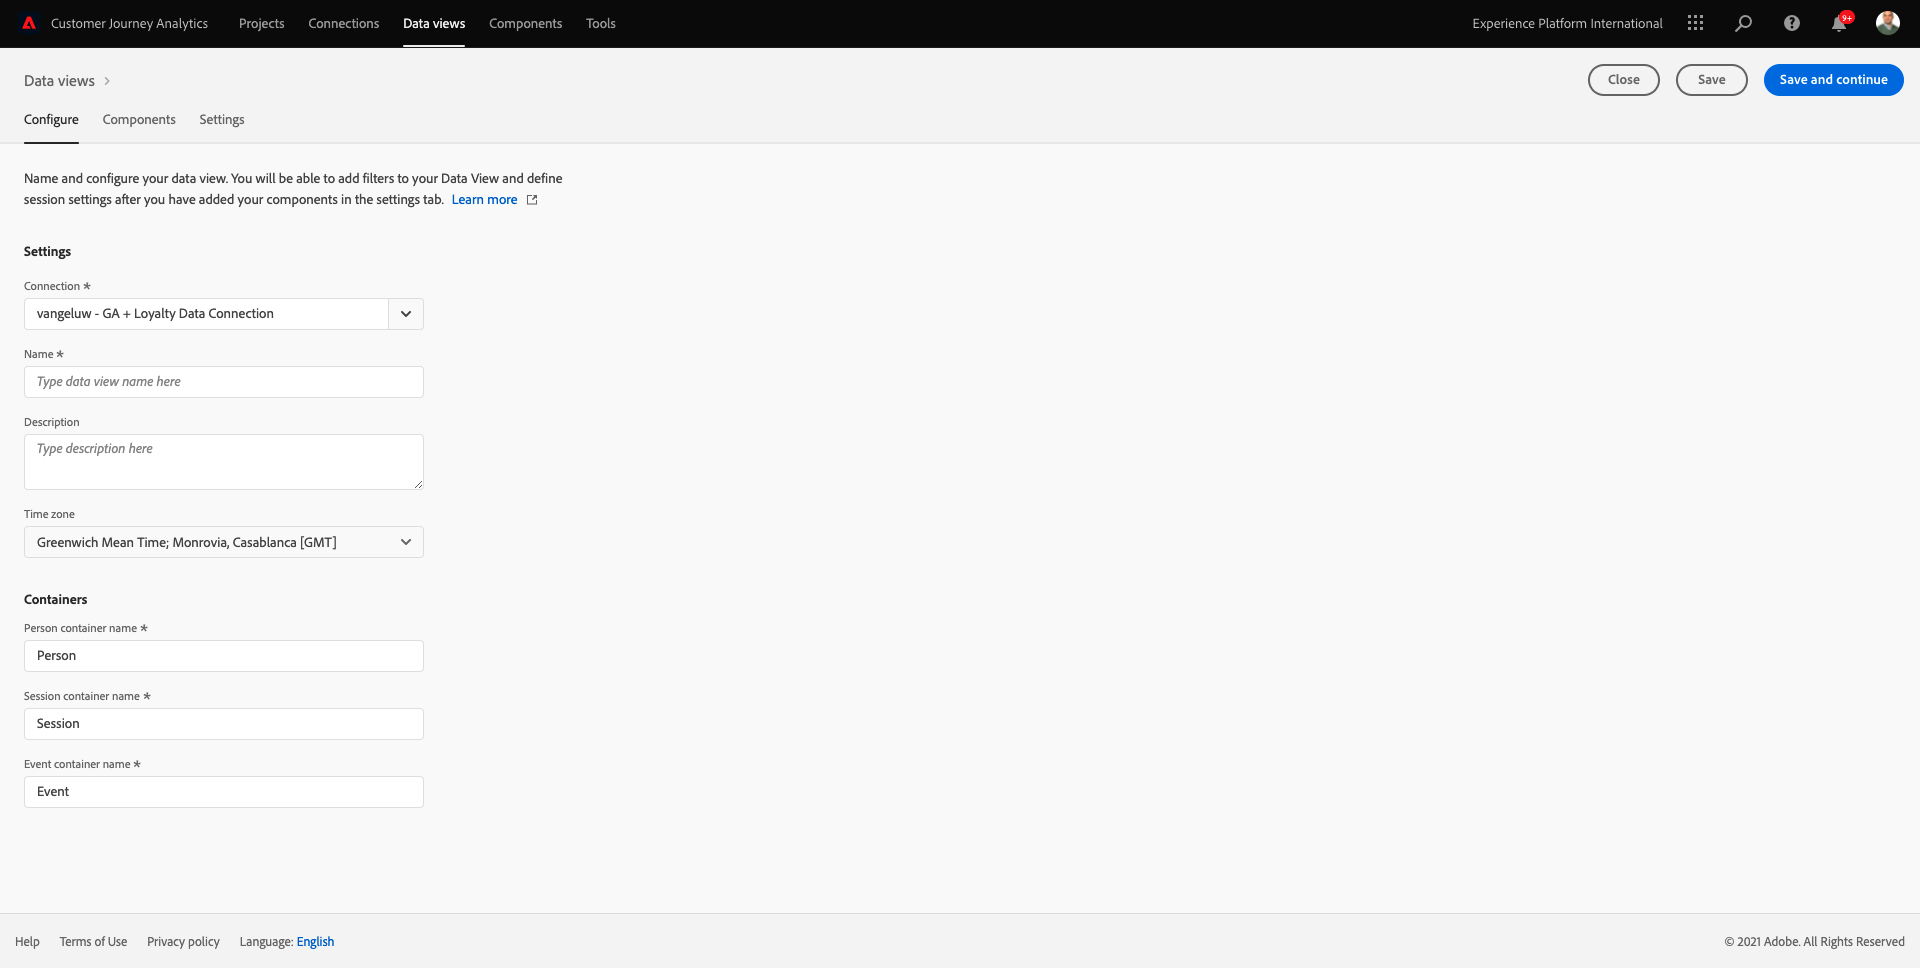 Customer Journey Analytics Projects Connections Data views Components Tools Experience Platform International 9+
Data views
Close Save Save and continue
Configure Components Settings
Name and configure your data view. You will be able to add filters to your Data View and define
session settings after you have added your components in the settings tab. Learn more
Settings
Connection *
vangeluw - GA + Loyalty Data Connection
Name *
Type data view name here
Description
Type description here
Time zone
Greenwich Mean Time; Monrovia, Casablanca [GMT]
Containers
Person container name *
Person
Session container name *
Session
Event container name *
Event
Help Terms of Use Privacy policy Language: English © 2021 Adobe. All Rights Reserved